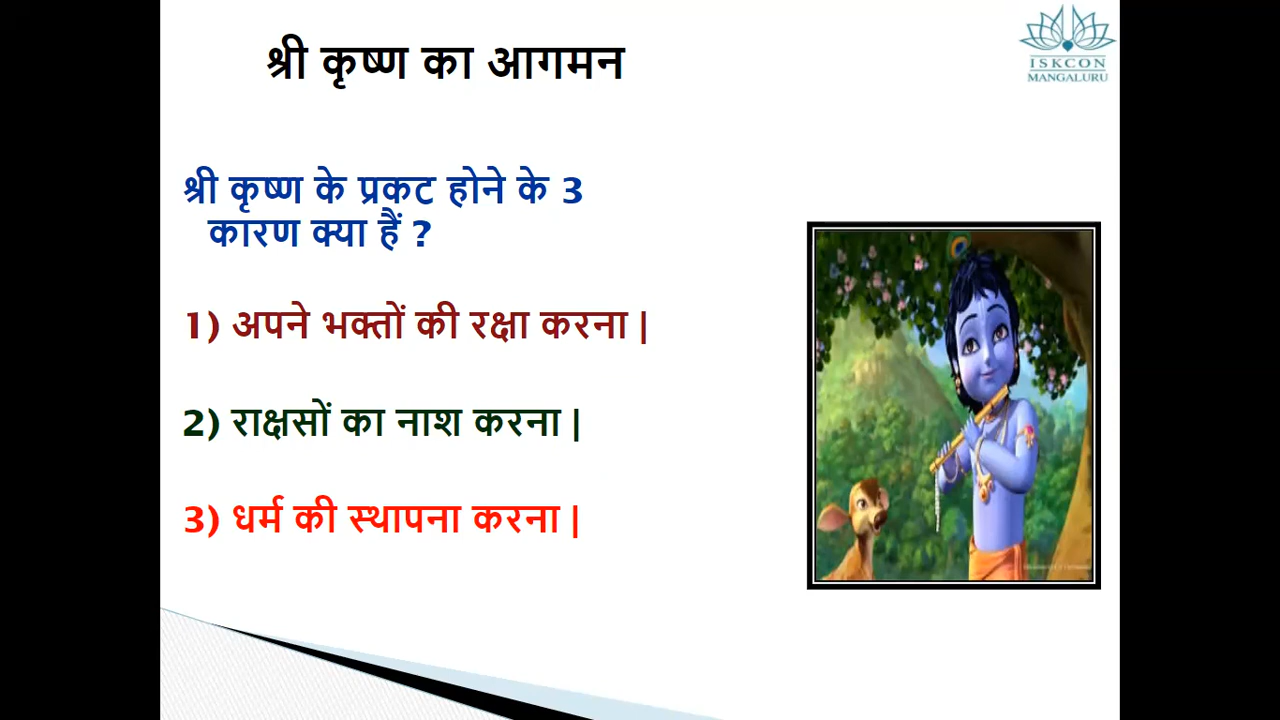 श्री कृष्ण का आगमन
ISKCON
MANGALURU
श्री कृष्ण के प्रकट होने के 3
कारण क्या हैं ?
1) अपने भक्तों की रक्षा करना |
2) राक्षसों का नाश करना |
3) धर्म की स्थापना करना |